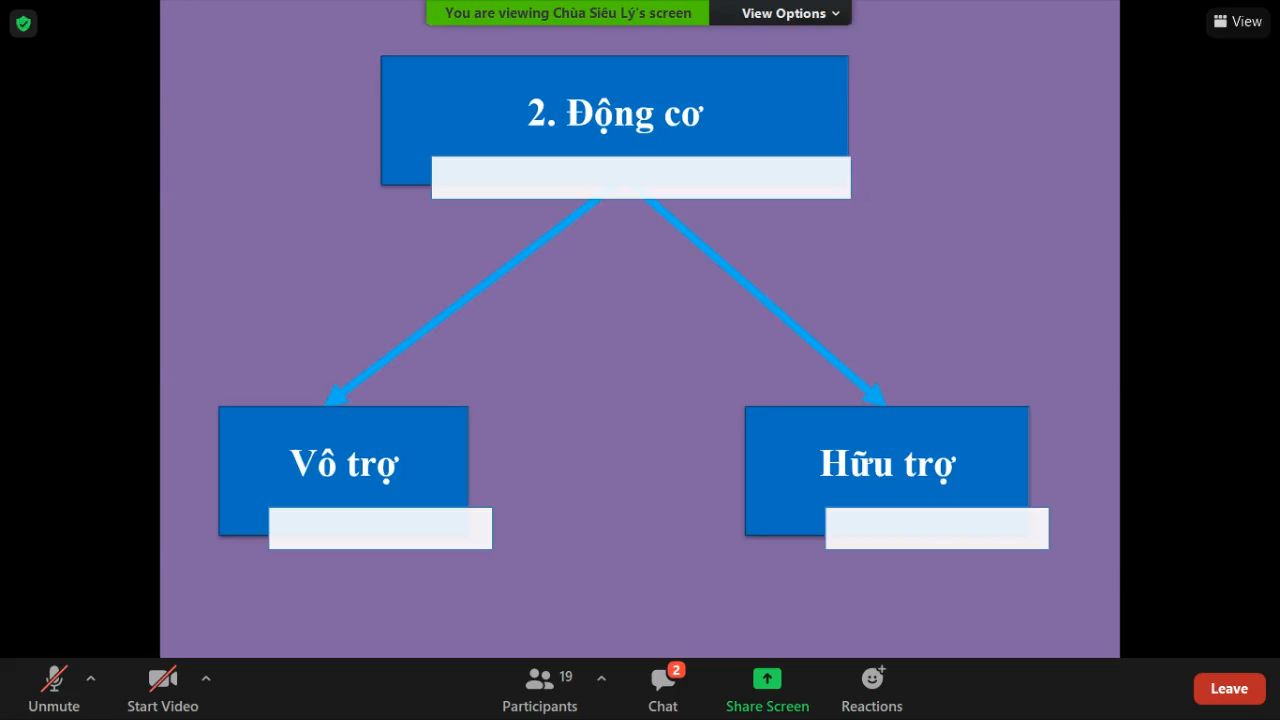 You are viewing Chùa Siêu Lý's screen
View Options
View
2. Động cơ
Vô trợ
Hữu trợ
Unmute
Start Video
19
Participants
2
Chat
Share Screen
Reactions
Leave